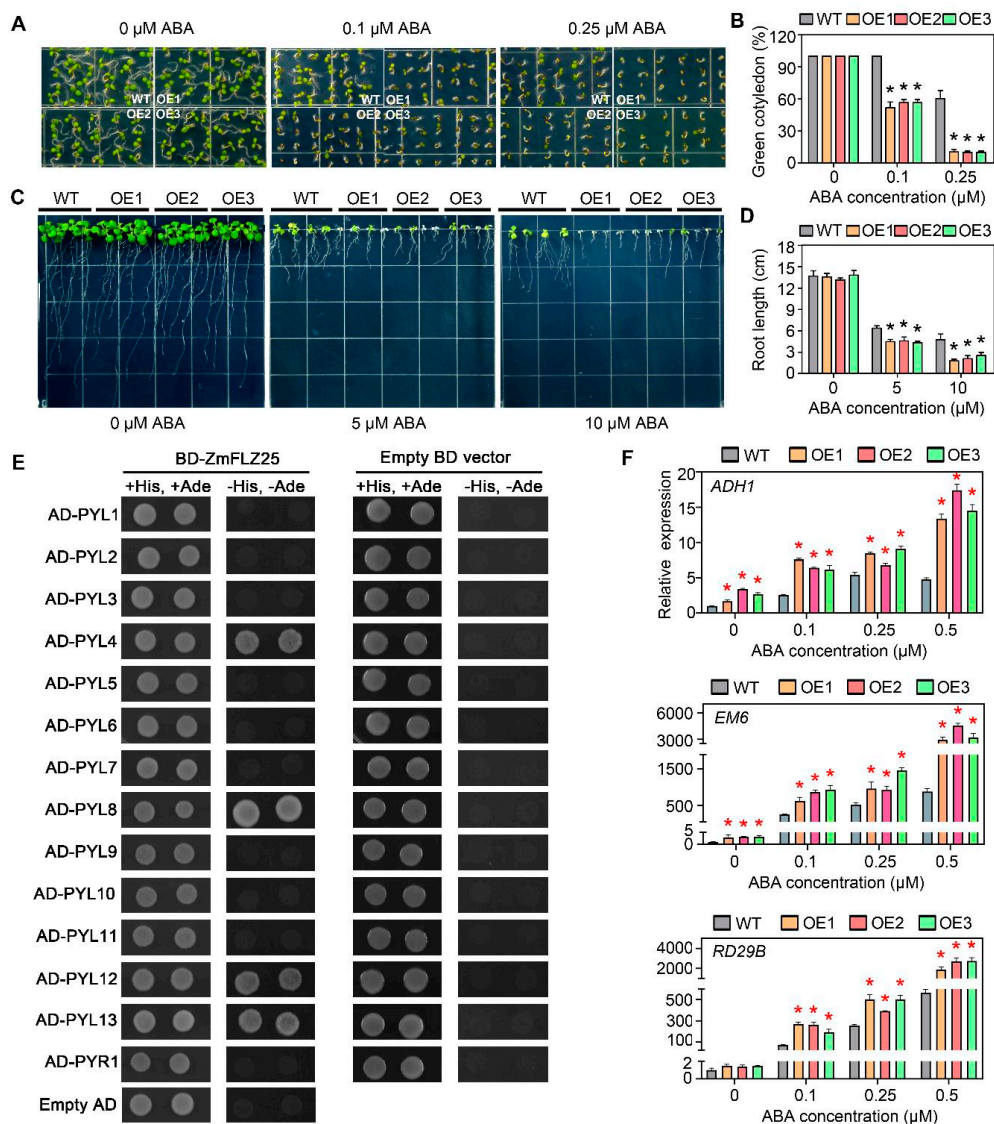 A
0 µM ABA
0.1 µM ABA
0.25 µM ABA
WT OE1
OE2 OE3
WT OE1
OE2 OE3
WT OE1
OE2 OE3
B
WT OE1 OE2 OE3
Green cotyledon (%)
120
90
60
30
0
* * *
* * *
0 0.1 0.25
ABA concentration (µM)
C
WT OE1 OE2 OE3
WT OE1 OE2 OE3
WT OE1 OE2 OE3
0 µM ABA
5 µM ABA
10 µM ABA
D
WT OE1 OE2 OE3
Root length (cm)
18
15
12
9
6
3
0
* * *
* * *
0 5 10
ABA concentration (µM)
E
BD-ZmFLZ25
Empty BD vector
+His, +Ade -His, -Ade
+His, +Ade -His, -Ade
AD-PYL1
AD-PYL2
AD-PYL3
AD-PYL4
AD-PYL5
AD-PYL6
AD-PYL7
AD-PYL8
AD-PYL9
AD-PYL10
AD-PYL11
AD-PYL12
AD-PYL13
AD-PYR1
Empty AD
F
WT OE1 OE2 OE3
ADH1
Relative expression
20
15
10
5
0
* * *
* * *
* * *
* * *
0 0.1 0.25 0.5
ABA concentration (µM)
WT OE1 OE2 OE3
EM6
6000
3000
1500
500
5
0
* * *
* * *
* * *
* * *
0 0.1 0.25 0.5
ABA concentration (µM)
WT OE1 OE2 OE3
RD29B
4000
2000
500
300
100
2
0
* * *
* * *
* * *
0 0.1 0.25 0.5
ABA concentration (µM)